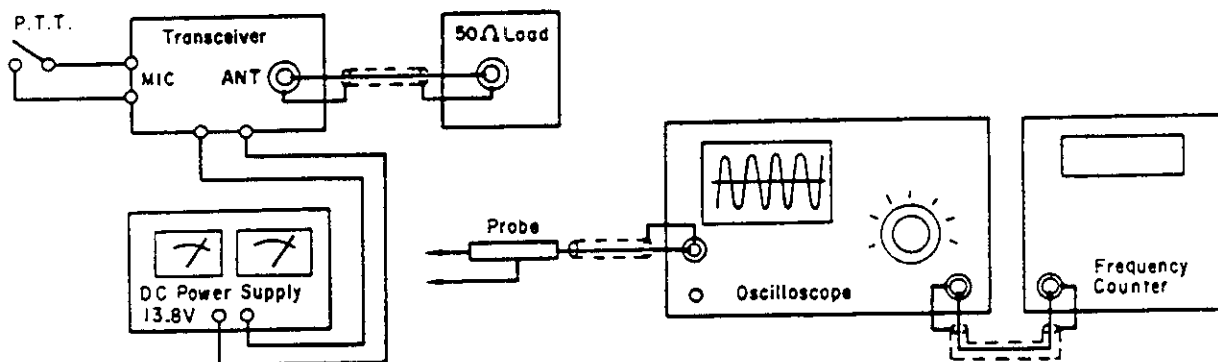 P.T.T.
Transceiver
MIC
ANT
50Ω Load
DC Power Supply
13.8V
Probe
Oscilloscope
Frequency
Counter